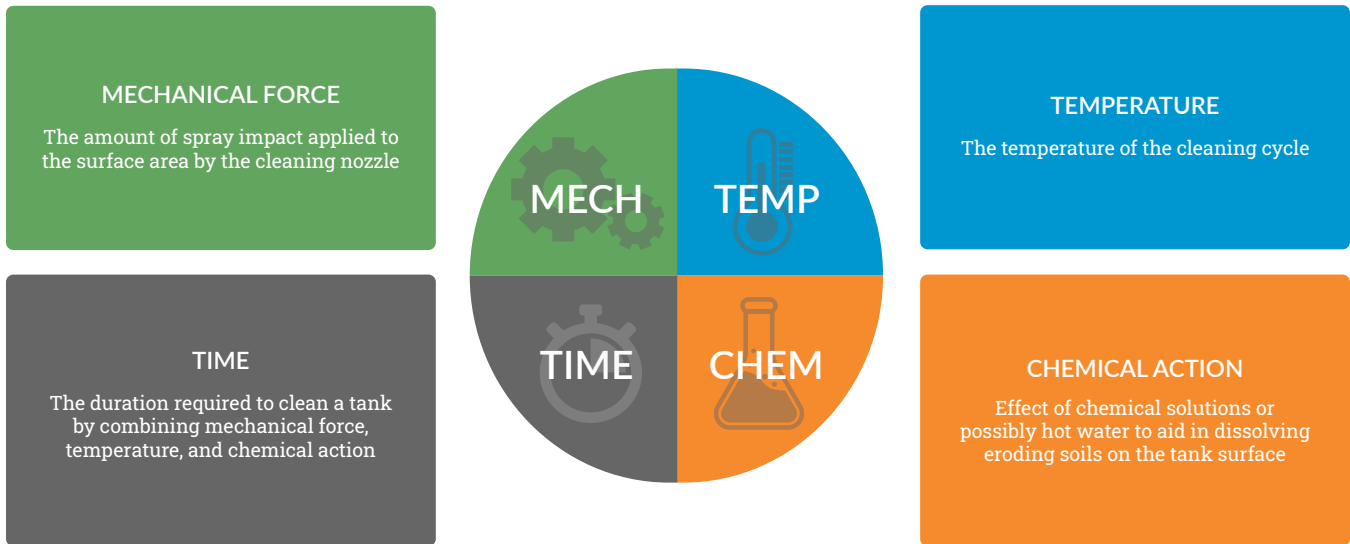 MECHANICAL FORCE
The amount of spray impact applied to
the surface area by the cleaning nozzle
TEMPERATURE
The temperature of the cleaning cycle
MECH
TEMP
TIME
CHEM
TIME
The duration required to clean a tank
by combining mechanical force,
temperature, and chemical action
CHEMICAL ACTION
Effect of chemical solutions or
possibly hot water to aid in dissolving
eroding soils on the tank surface